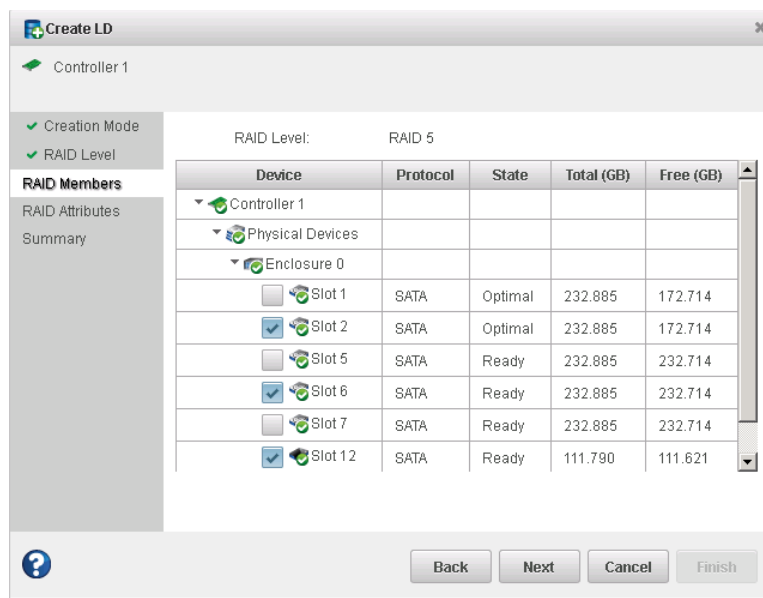 Create LD
Controller 1
Creation Mode
RAID Level
RAID Members
RAID Attributes
Summary
RAID Level: RAID 5
Device Protocol State Total (GB) Free (GB)
Controller 1
Physical Devices
Enclosure 0
Slot 1 SATA Optimal 232.885 172.714
Slot 2 SATA Optimal 232.885 172.714
Slot 5 SATA Ready 232.885 232.714
Slot 6 SATA Ready 232.885 232.714
Slot 7 SATA Ready 232.885 232.714
Slot 12 SATA Ready 111.790 111.621
? Back Next Cancel Finish